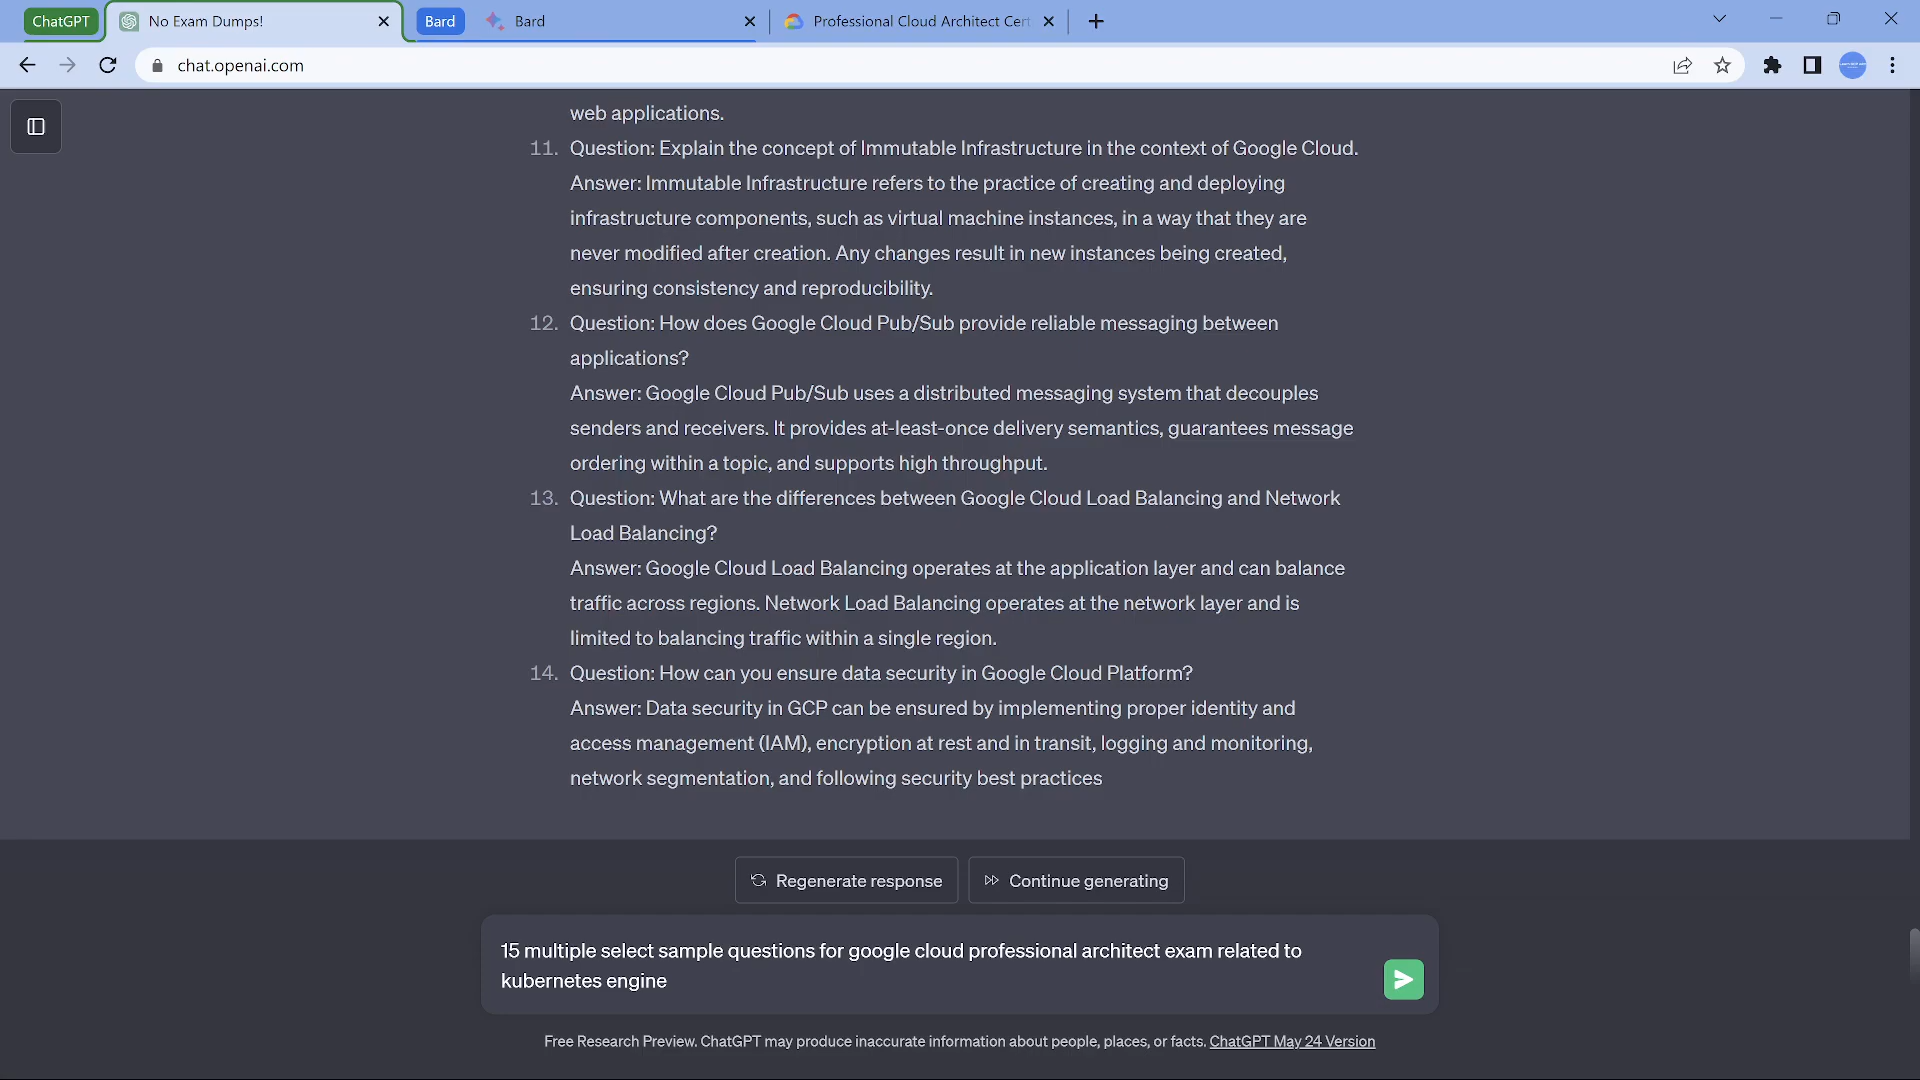 ChatGPT
No Exam Dumps!
Bard
Bard
Professional Cloud Architect Cert
chat.openai.com
web applications.
11. Question: Explain the concept of Immutable Infrastructure in the context of Google Cloud.
Answer: Immutable Infrastructure refers to the practice of creating and deploying
infrastructure components, such as virtual machine instances, in a way that they are
never modified after creation. Any changes result in new instances being created,
ensuring consistency and reproducibility.
12. Question: How does Google Cloud Pub/Sub provide reliable messaging between
applications?
Answer: Google Cloud Pub/Sub uses a distributed messaging system that decouples
senders and receivers. It provides at-least-once delivery semantics, guarantees message
ordering within a topic, and supports high throughput.
13. Question: What are the differences between Google Cloud Load Balancing and Network
Load Balancing?
Answer: Google Cloud Load Balancing operates at the application layer and can balance
traffic across regions. Network Load Balancing operates at the network layer and is
limited to balancing traffic within a single region.
14. Question: How can you ensure data security in Google Cloud Platform?
Answer: Data security in GCP can be ensured by implementing proper identity and
access management (IAM), encryption at rest and in transit, logging and monitoring,
network segmentation, and following security best practices
Regenerate response
Continue generating
15 multiple select sample questions for google cloud professional architect exam related to
kubernetes engine
Free Research Preview. ChatGPT may produce inaccurate information about people, places, or facts. ChatGPT May 24 Version